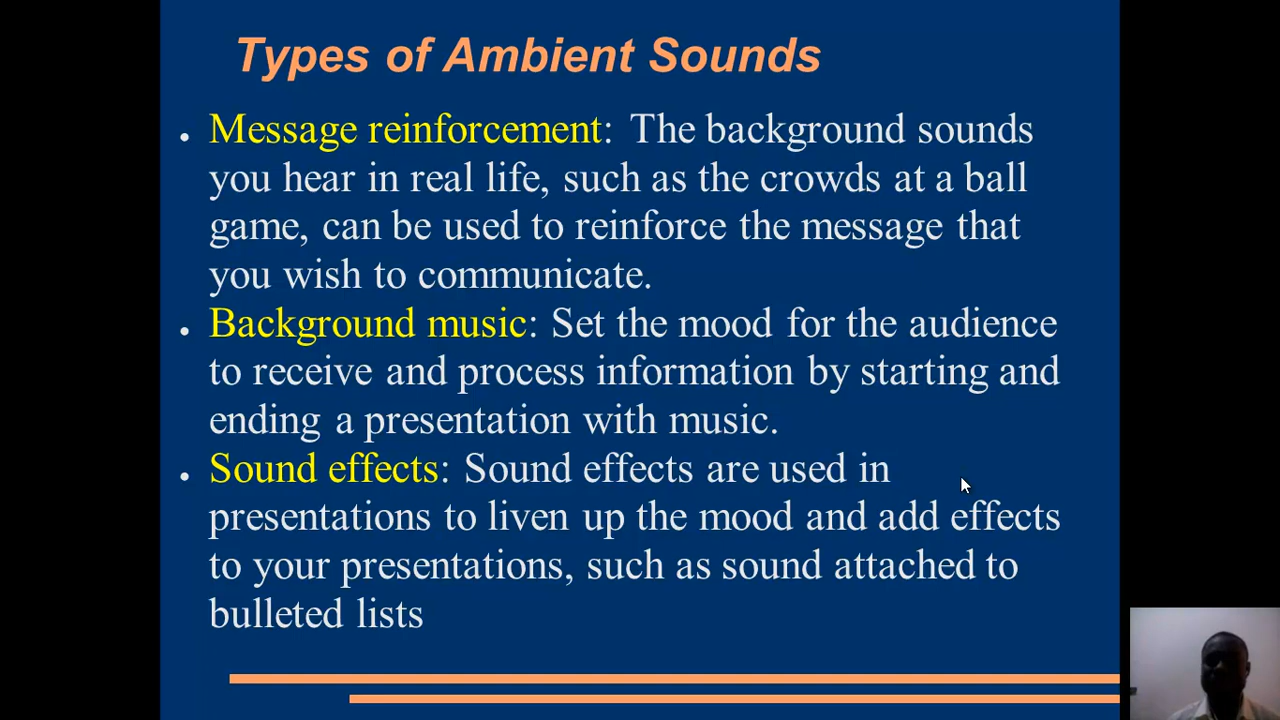 Types of Ambient Sounds
● Message reinforcement: The background sounds
you hear in real life, such as the crowds at a ball
game, can be used to reinforce the message that
you wish to communicate.
● Background music: Set the mood for the audience
to receive and process information by starting and
ending a presentation with music.
● Sound effects: Sound effects are used in
presentations to liven up the mood and add effects
to your presentations, such as sound attached to
bulleted lists